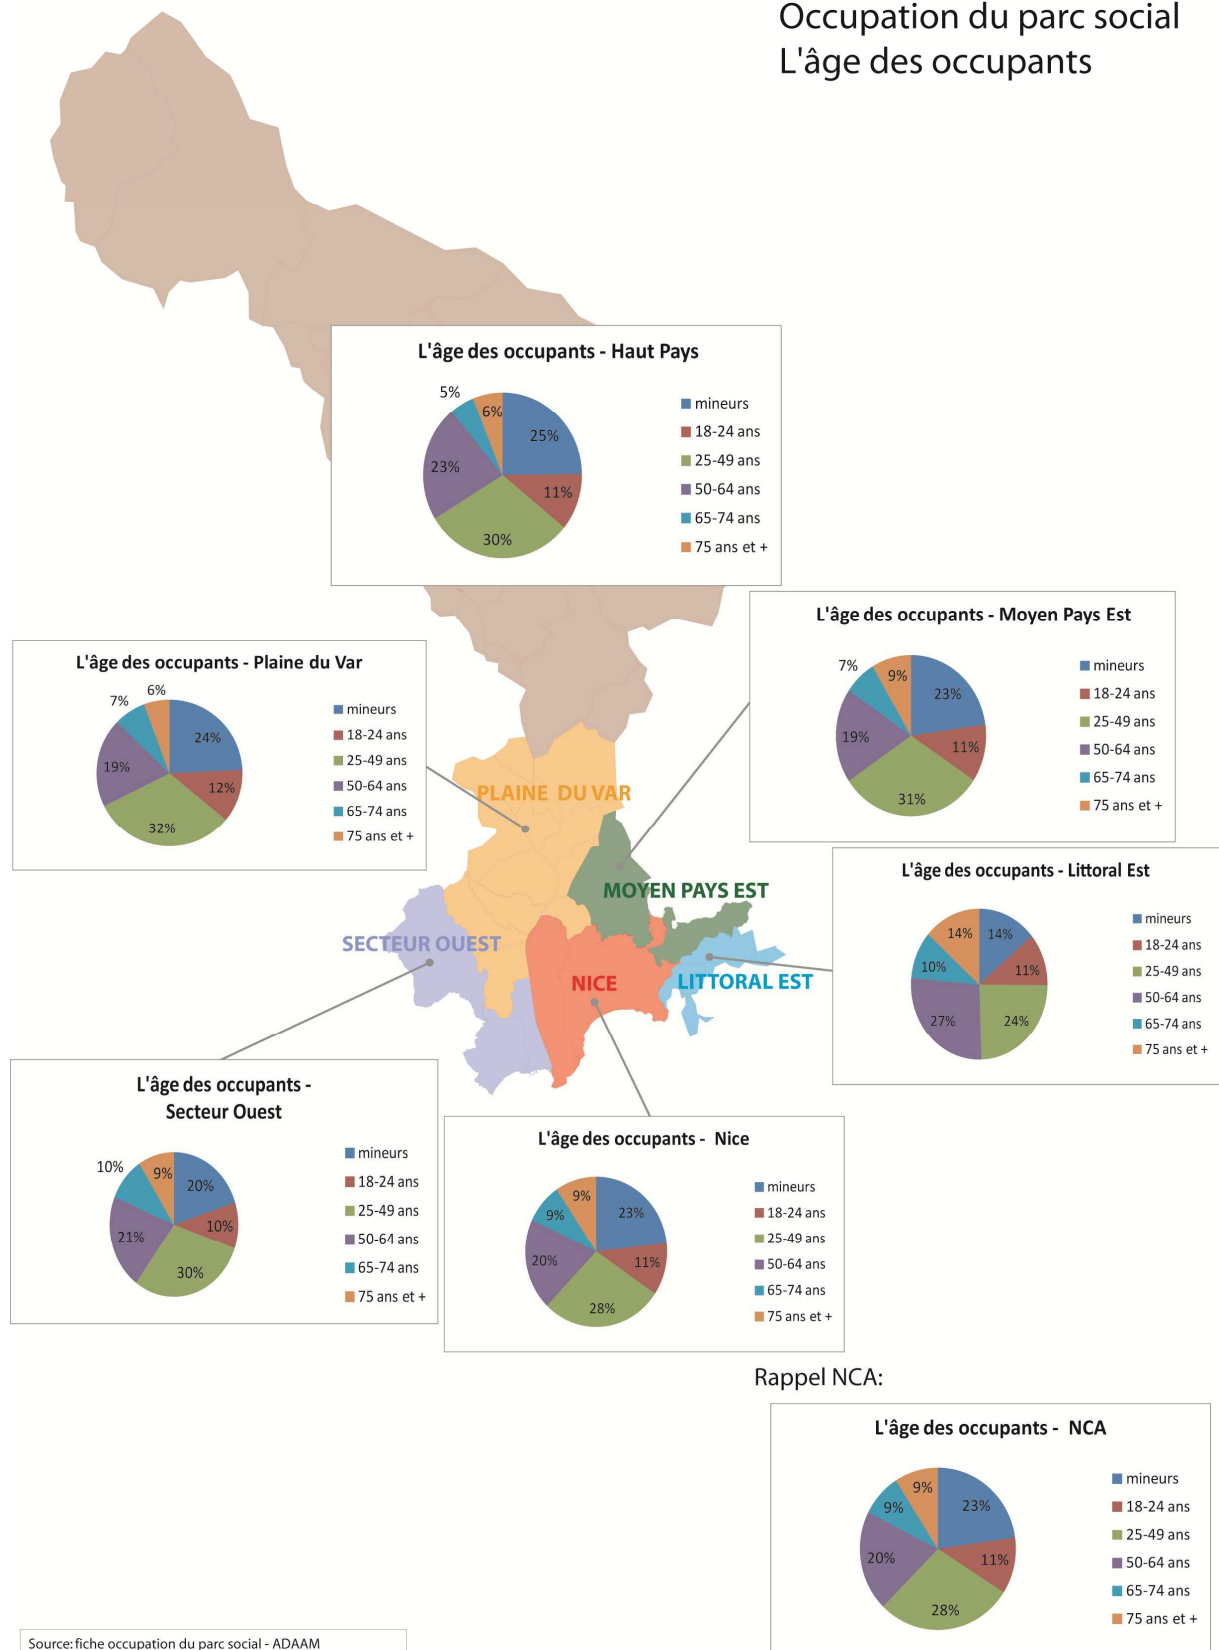 Occupation du parc social
L'âge des occupants
L'âge des occupants - Haut Pays
5%
6%
25%
23%
11%
30%
mineurs
18-24 ans
25-49 ans
50-64 ans
65-74 ans
75 ans et +
L'âge des occupants - Moyen Pays Est
7%
9%
23%
19%
11%
31%
mineurs
18-24 ans
25-49 ans
50-64 ans
65-74 ans
75 ans et +
L'âge des occupants - Plaine du Var
7%
6%
24%
19%
12%
32%
mineurs
18-24 ans
25-49 ans
50-64 ans
65-74 ans
75 ans et +
PLAINE DU VAR
MOYEN PAYS EST
SECTEUR OUEST
NICE
LITTORAL EST
L'âge des occupants - Littoral Est
14%
14%
10%
11%
27%
24%
mineurs
18-24 ans
25-49 ans
50-64 ans
65-74 ans
75 ans et +
L'âge des occupants -
Secteur Ouest
10%
9%
20%
21%
10%
30%
mineurs
18-24 ans
25-49 ans
50-64 ans
65-74 ans
75 ans et +
L'âge des occupants - Nice
9%
9%
23%
20%
11%
28%
mineurs
18-24 ans
25-49 ans
50-64 ans
65-74 ans
75 ans et +
Rappel NCA:
L'âge des occupants - NCA
9%
9%
23%
20%
11%
28%
mineurs
18-24 ans
25-49 ans
50-64 ans
65-74 ans
75 ans et +
Source: fiche occupation du parc social - ADAAM